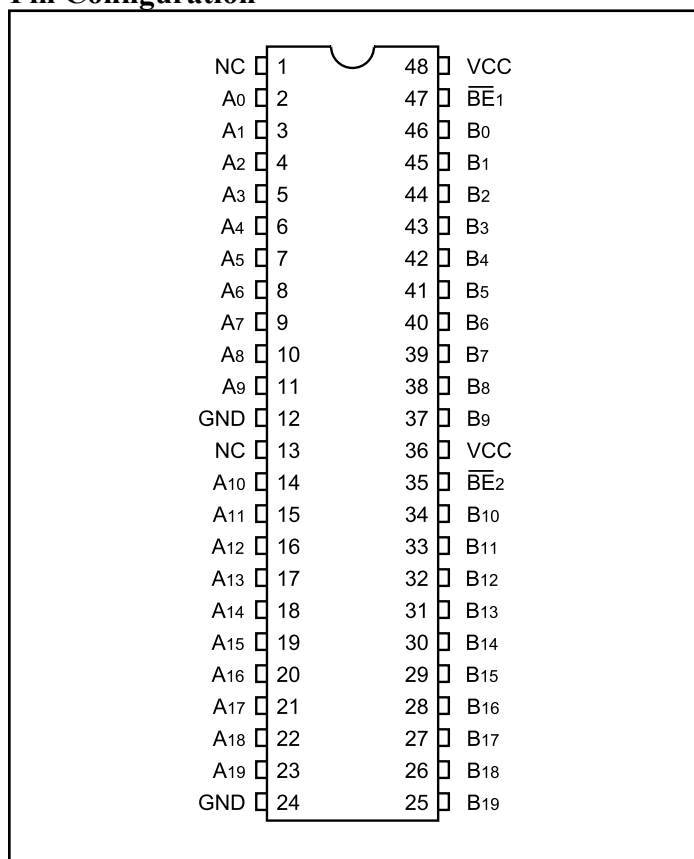 Pin Configuration
NC 1 48 VCC
A0 2 47 B̅E̅1
A1 3 46 B0
A2 4 45 B1
A3 5 44 B2
A4 6 43 B3
A5 7 42 B4
A6 8 41 B5
A7 9 40 B6
A8 10 39 B7
A9 11 38 B8
GND 12 37 B9
NC 13 36 VCC
A10 14 35 B̅E̅2
A11 15 34 B10
A12 16 33 B11
A13 17 32 B12
A14 18 31 B13
A15 19 30 B14
A16 20 29 B15
A17 21 28 B16
A18 22 27 B17
A19 23 26 B18
GND 24 25 B19